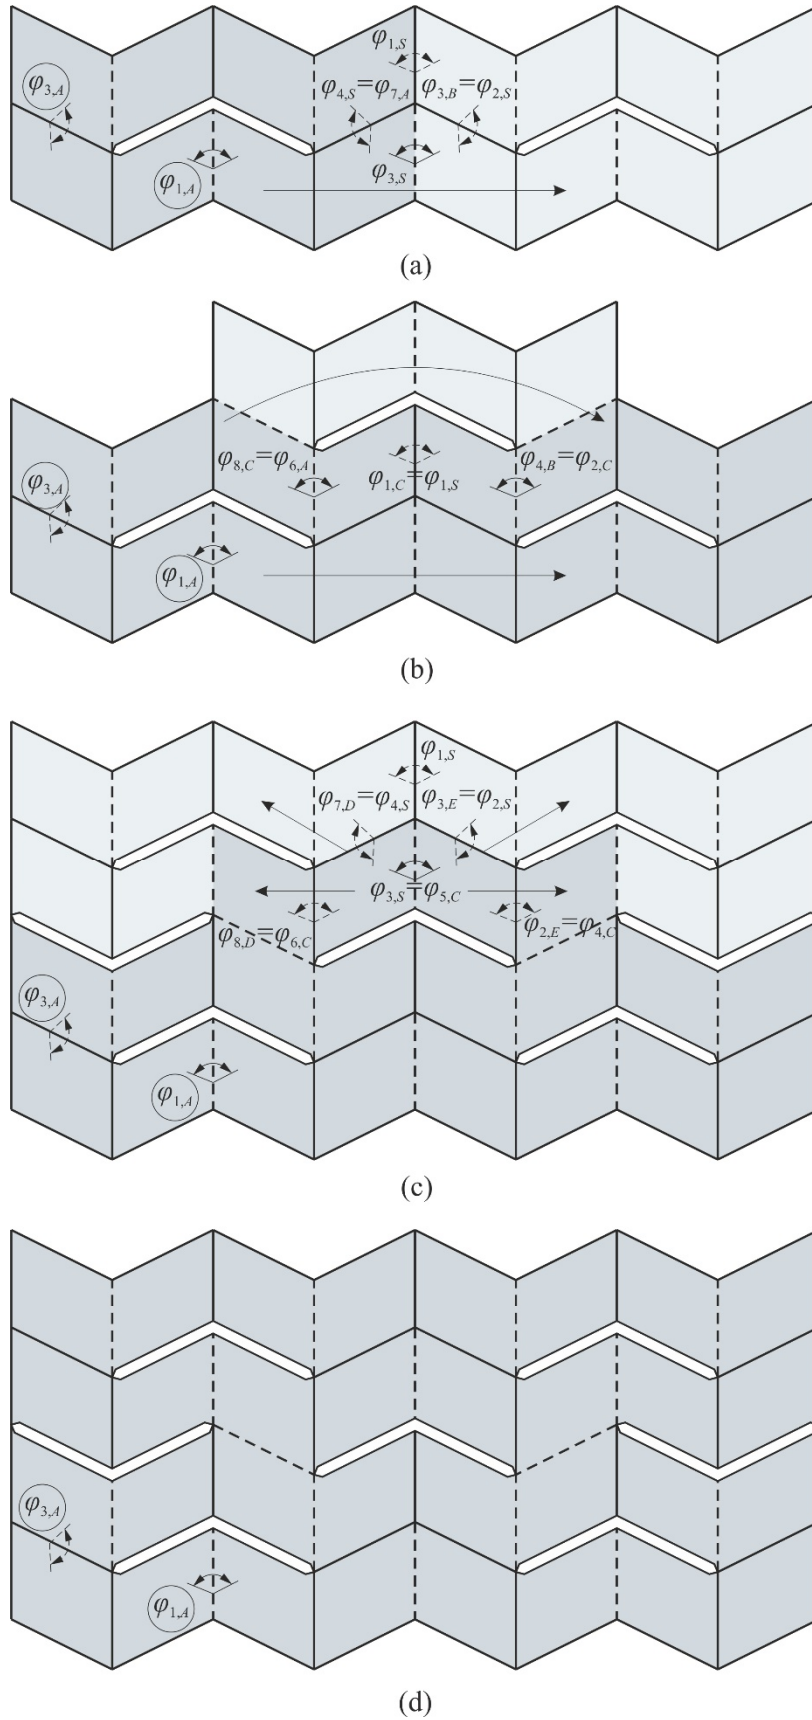 φ1,S
φ3,A
φ4,S=φ7,A φ3,B=φ2,S
φ1,A φ3,S
(a)
φ8,C=φ6,A φ4,B=φ2,C
φ1,C=φ1,S
φ3,A
φ1,A
(b)
φ1,S
φ7,D=φ4,S φ3,E=φ2,S
φ3,S=φ5,C
φ8,D=φ6,C φ2,E=φ4,C
φ3,A
φ1,A
(c)
φ3,A
φ1,A
(d)